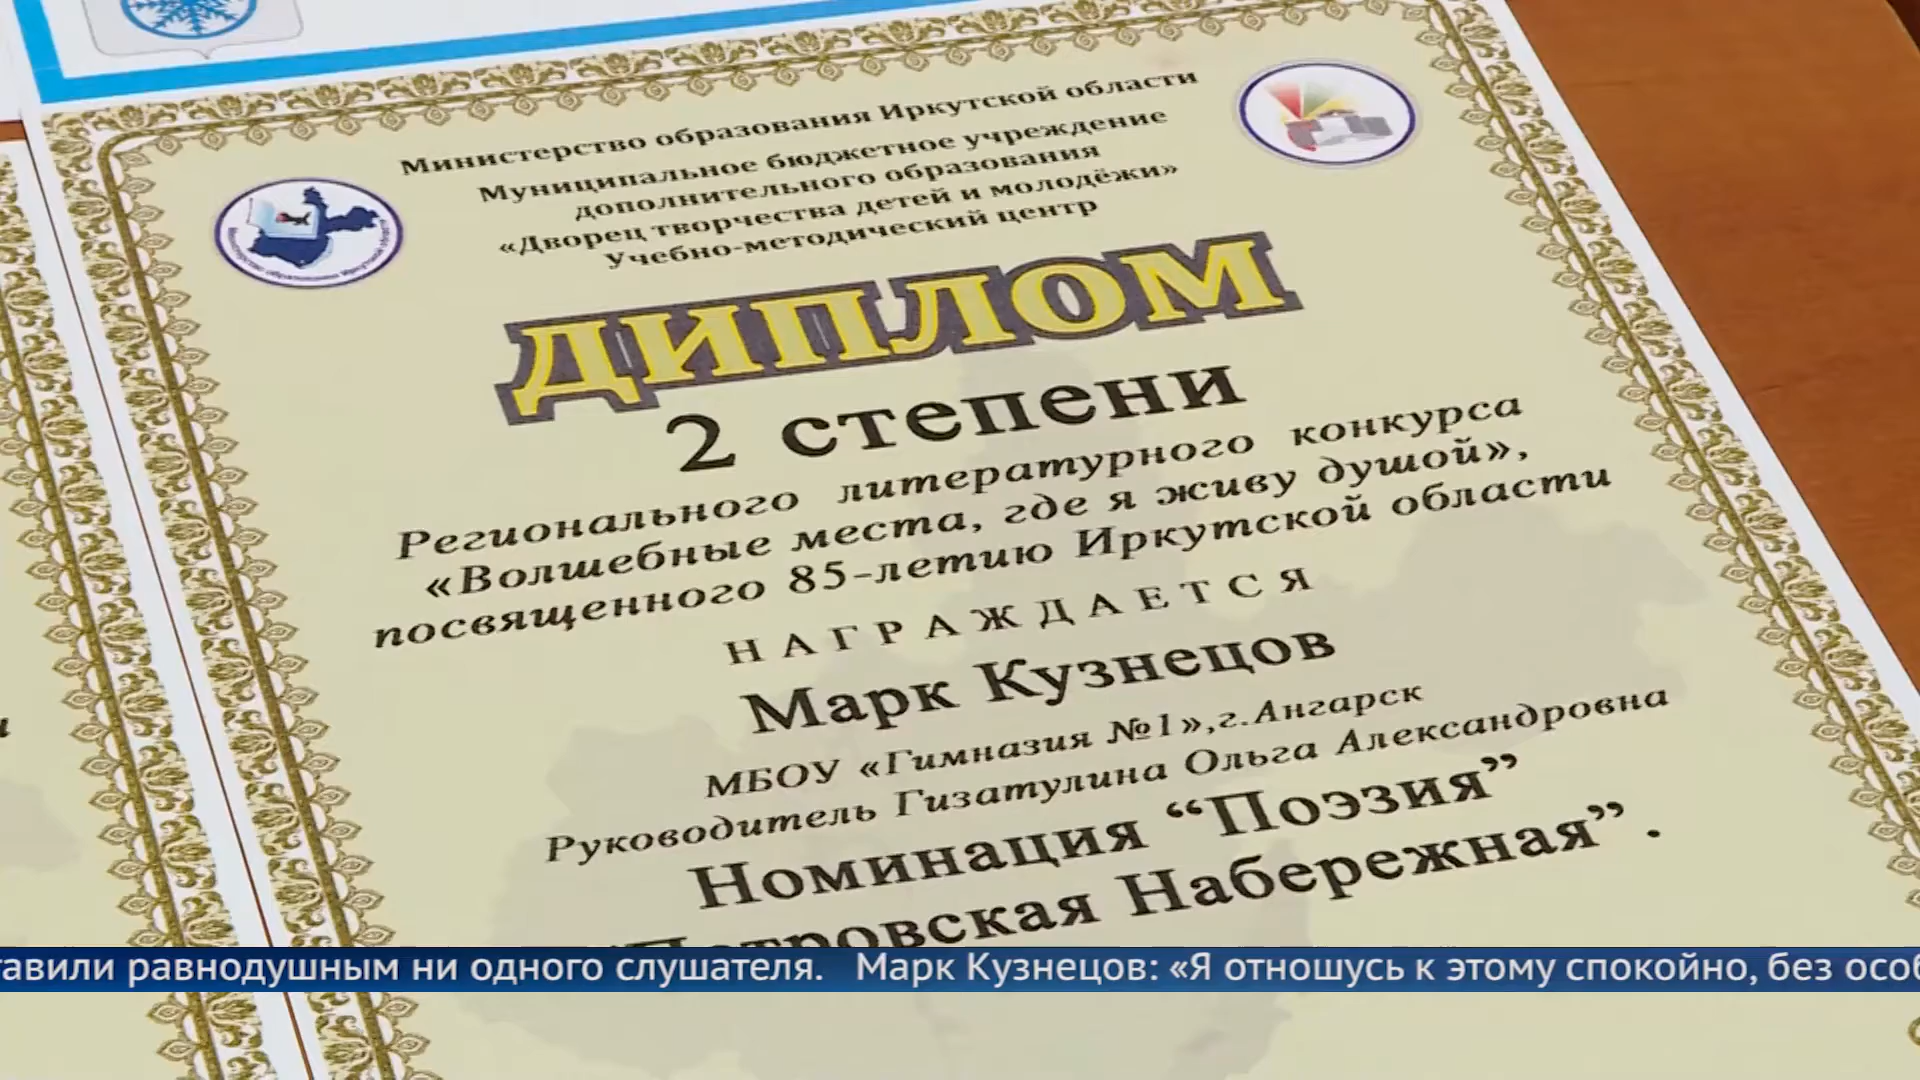 Министерство образования Иркутской области
Муниципальное бюджетное учреждение
дополнительного образования
«Дворец творчества детей и молодёжи»
Учебно-методический центр
ДИПЛОМ
2 степени
Регионального литературного конкурса
«Волшебные места, где я живу душой»,
посвященного 85-летию Иркутской области
НАГРАЖДАЕТСЯ
Марк Кузнецов
МБОУ «Гимназия №1»,г.Ангарск
Руководитель Гизатулина Ольга Александровна
Номинация “Поэзия”
Петровская Набережная” .
тавили равнодушным ни одного слушателя. Марк Кузнецов: «Я отношусь к этому спокойно, без особ